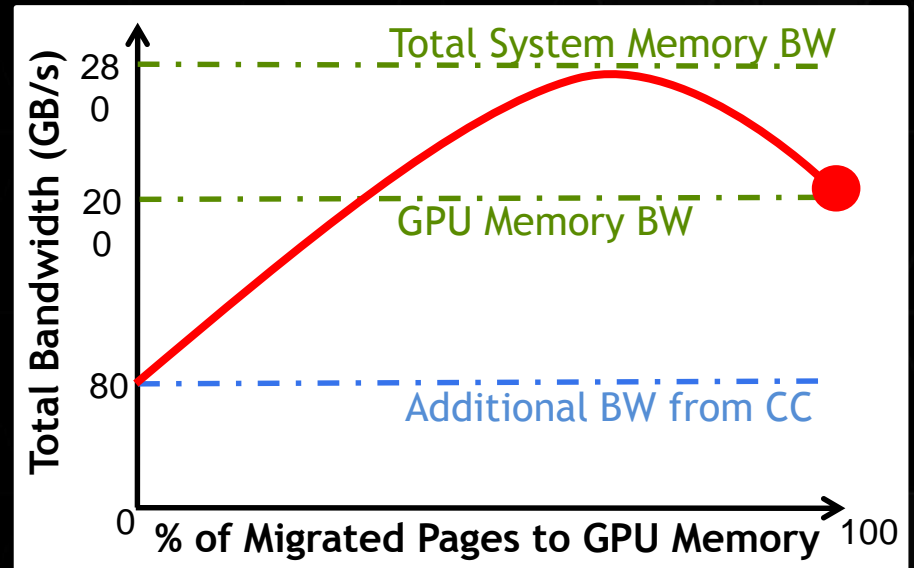 Total System Memory BW
28
0
20
0
GPU Memory BW
80
Additional BW from CC
Total Bandwidth (GB/s)
0
% of Migrated Pages to GPU Memory
100